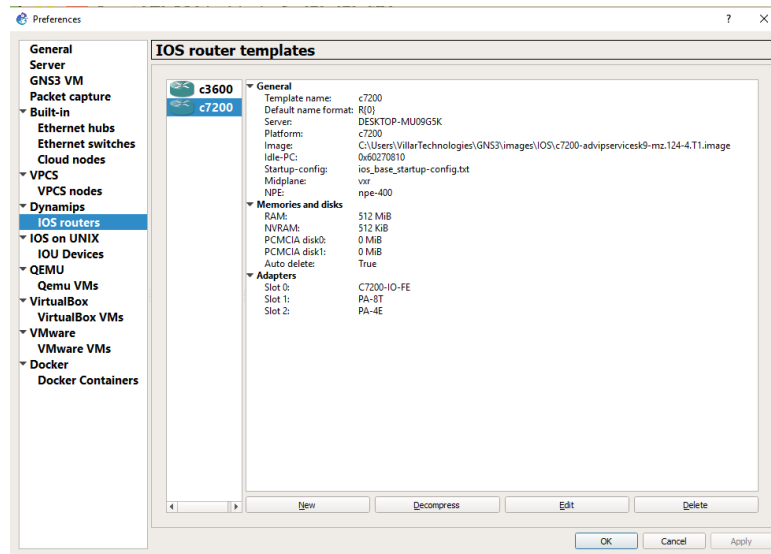 Preferences
General
Server
GNS3 VM
Packet capture
Built-in
Ethernet hubs
Ethernet switches
Cloud nodes
VPCS
VPCS nodes
Dynamips
IOS routers
IOS on UNIX
IOU Devices
QEMU
Qemu VMs
VirtualBox
VirtualBox VMs
VMware
VMware VMs
Docker
Docker Containers
IOS router templates
c3600
c7200
General
Template name: c7200
Default name format: R{0}
Server: DESKTOP-MU09G5K
Platform: c7200
Image: C:\Users\VillarTechnologies\GNS3\images\IOS\c7200-advipservicesk9-mz.124-4.T1.image
Idle-PC: 0x60270810
Startup-config: ios_base_startup-config.txt
Midplane: vxr
NPE: npe-400
Memories and disks
RAM: 512 MiB
NVRAM: 512 KiB
PCMCIA disk0: 0 MiB
PCMCIA disk1: 0 MiB
Auto delete: True
Adapters
Slot 0: C7200-IO-FE
Slot 1: PA-8T
Slot 2: PA-4E
New Decompress Edit Delete
OK Cancel Apply